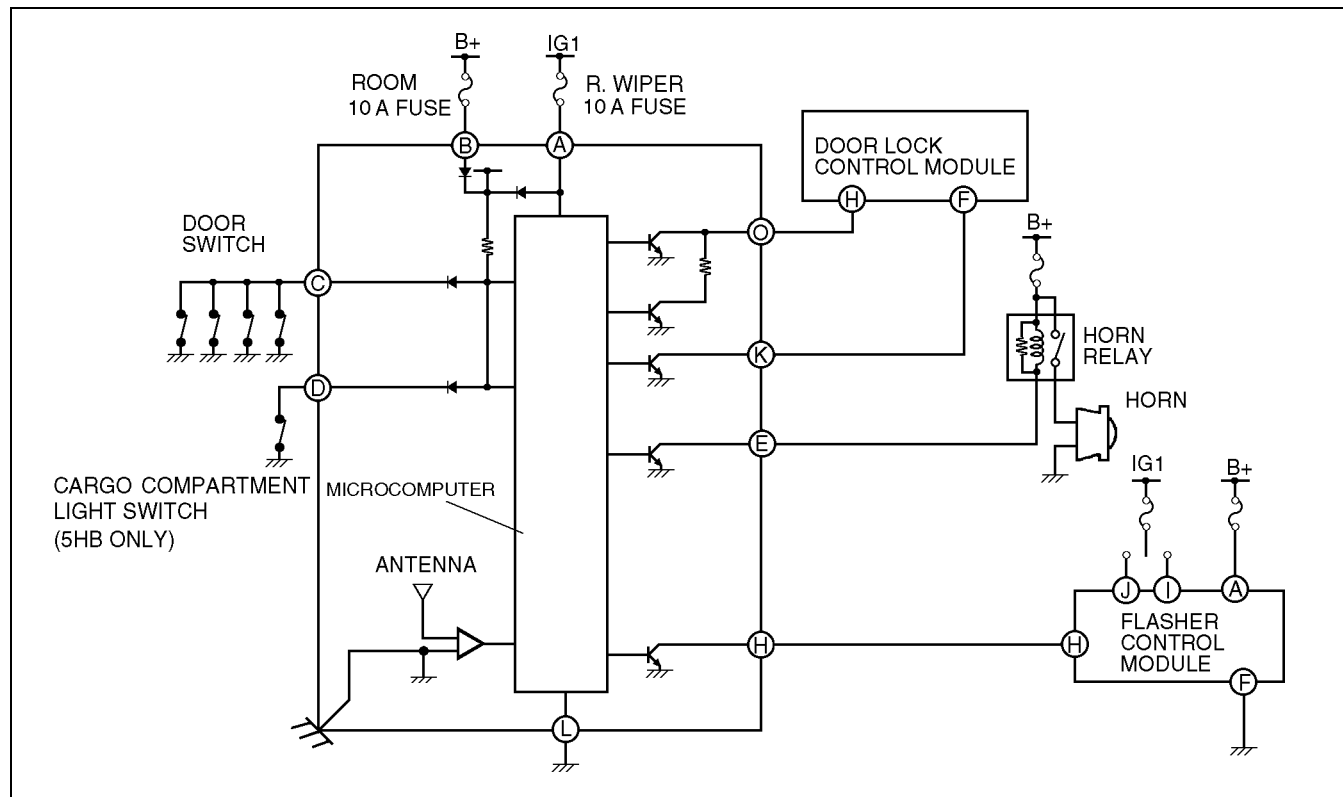 B+
IG1
ROOM
10 A FUSE
R. WIPER
10 A FUSE
B
A
DOOR LOCK
CONTROL MODULE
H
F
DOOR
SWITCH
O
B+
C
HORN
RELAY
K
D
HORN
E
CARGO COMPARTMENT
LIGHT SWITCH
(5HB ONLY)
MICROCOMPUTER
IG1
B+
ANTENNA
J
I
A
FLASHER
CONTROL
MODULE
H
H
F
L